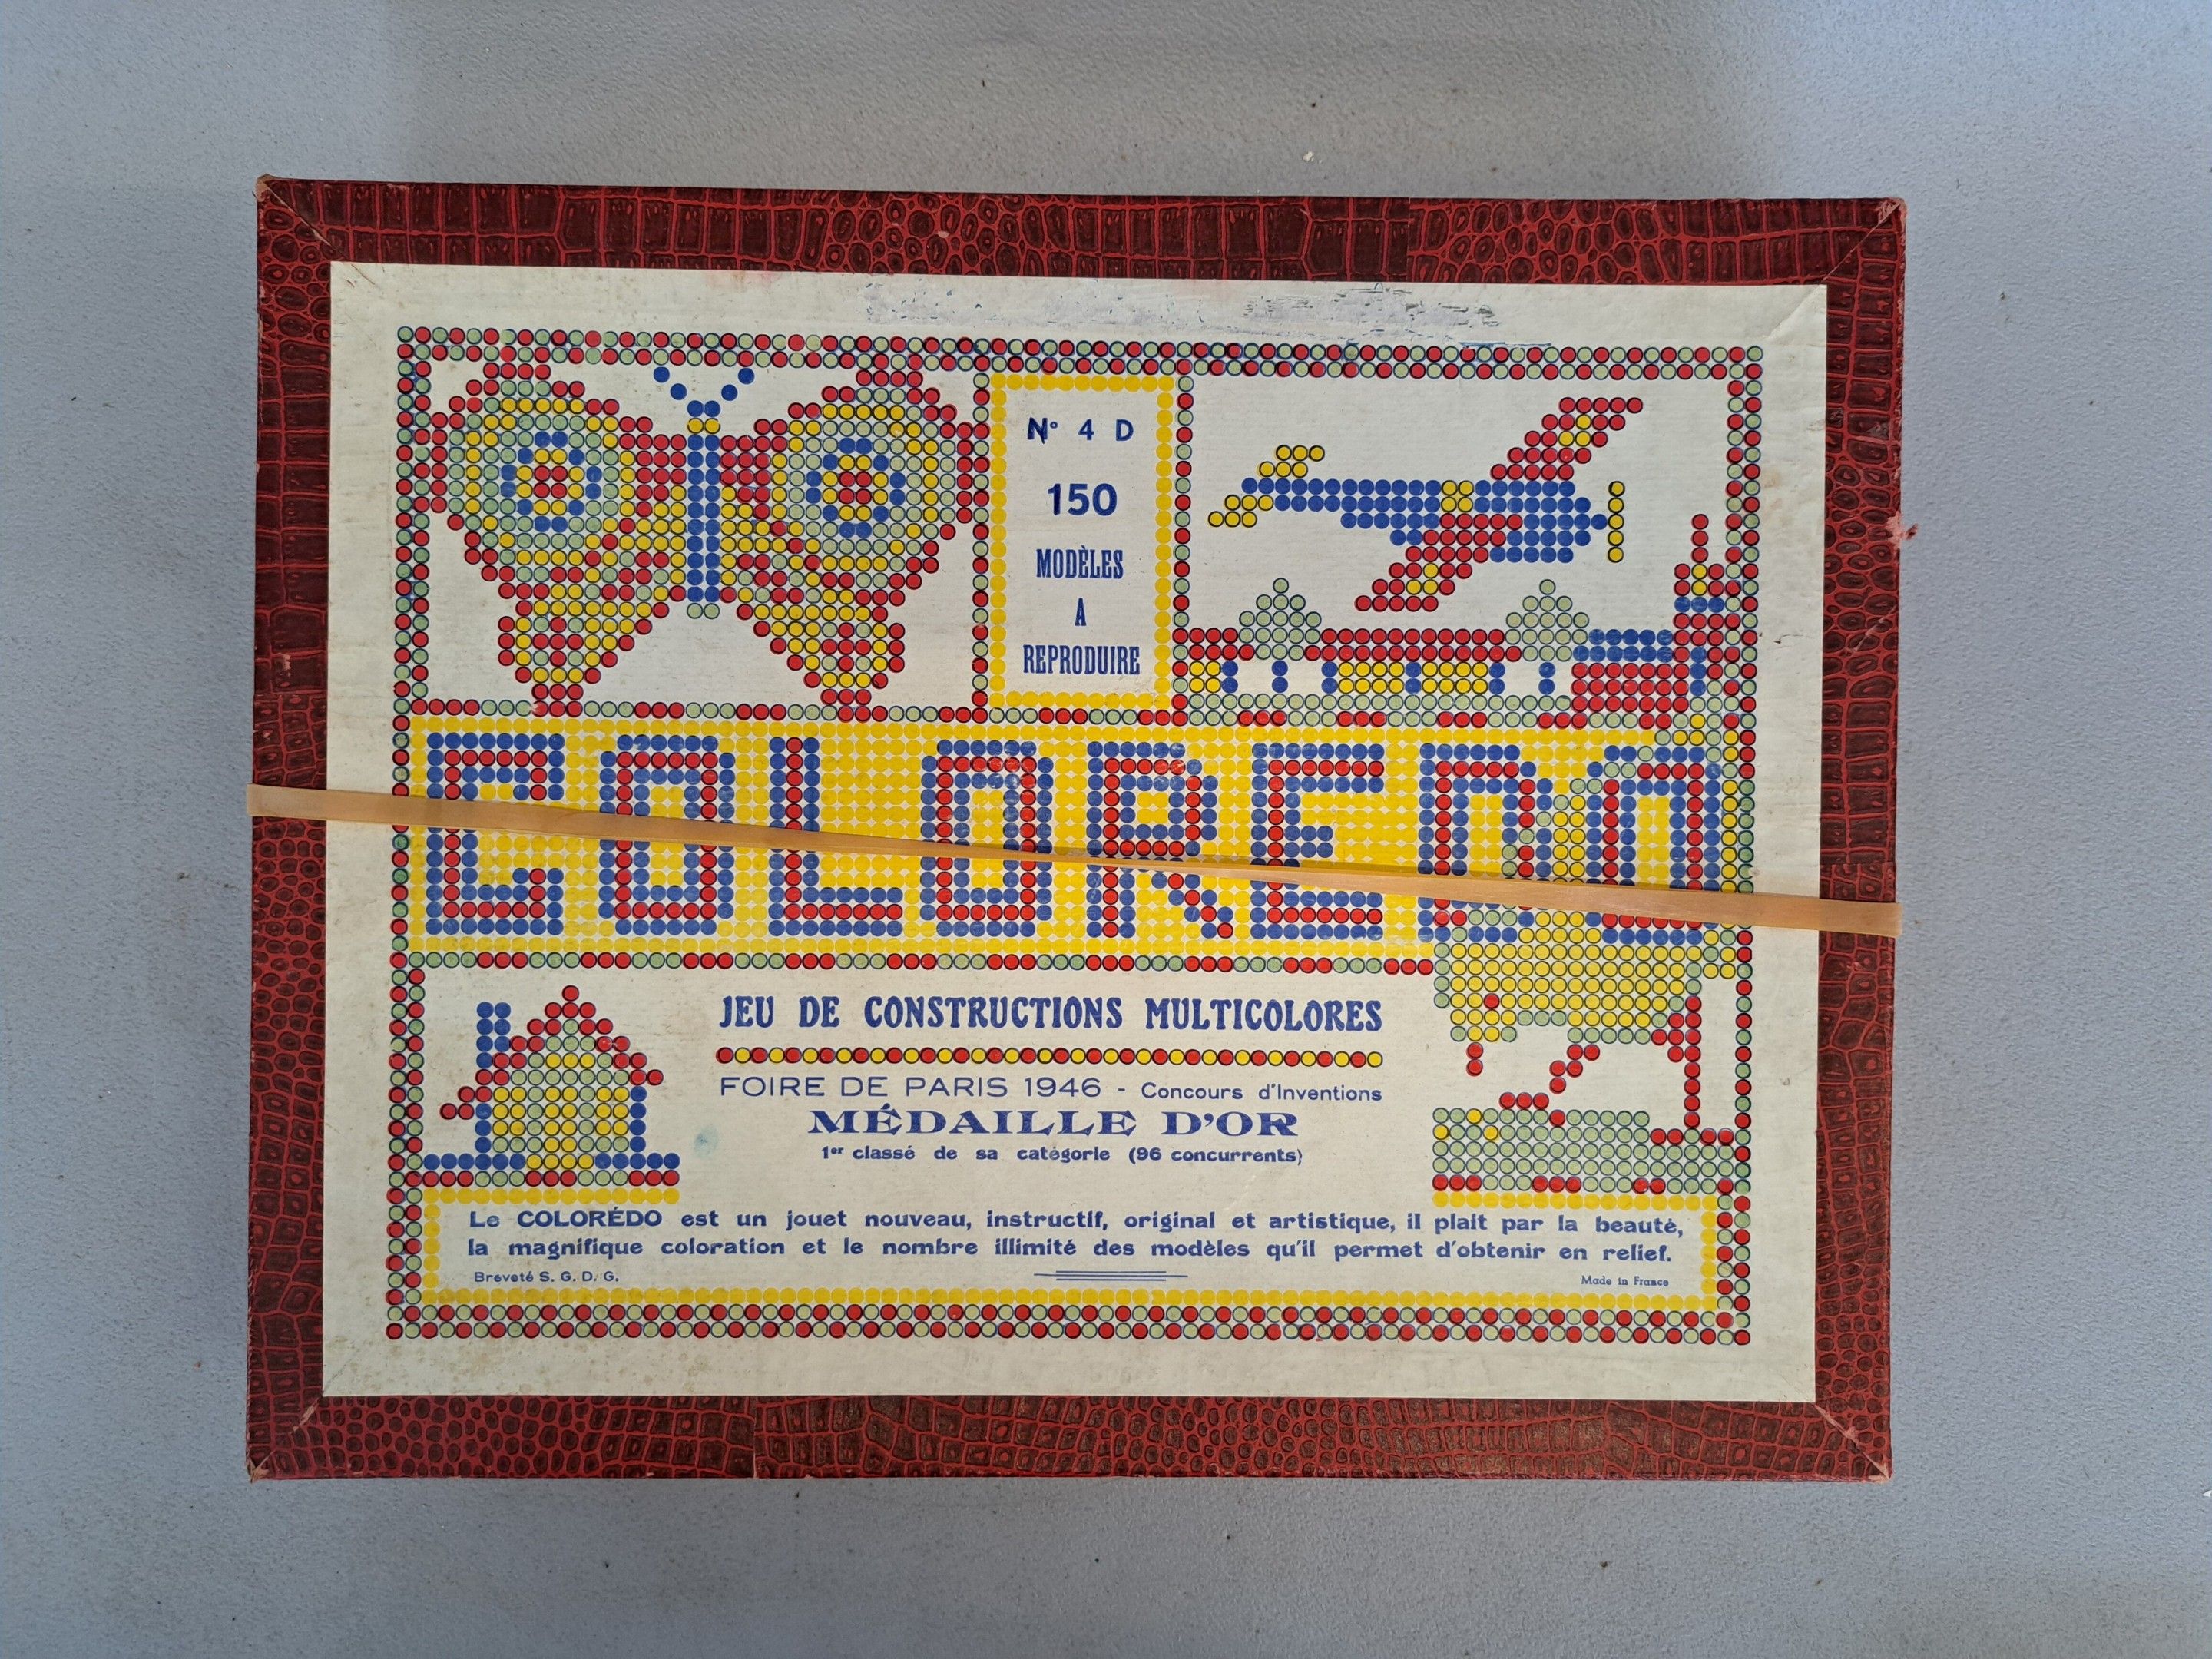 N° 4 D
150
MODÈLES
A
REPRODUIRE
COLOREDO
JEU DE CONSTRUCTIONS MULTICOLORES
FOIRE DE PARIS 1946 - Concours d'Inventions
MÉDAILLE D'OR
1er classé de sa catégorie (96 concurrents)
Le COLORÉDO est un jouet nouveau, instructif, original et artistique, il plait par la beauté,
la magnifique coloration et le nombre illimité des modèles qu'il permet d'obtenir en relief.
Breveté S. G. D. G.
Made in France